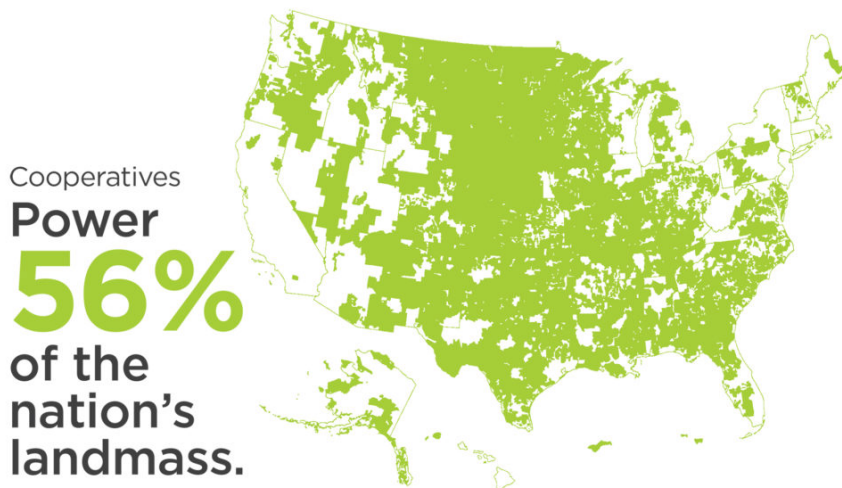 Cooperatives
Power
56%
of the
nation’s
landmass.